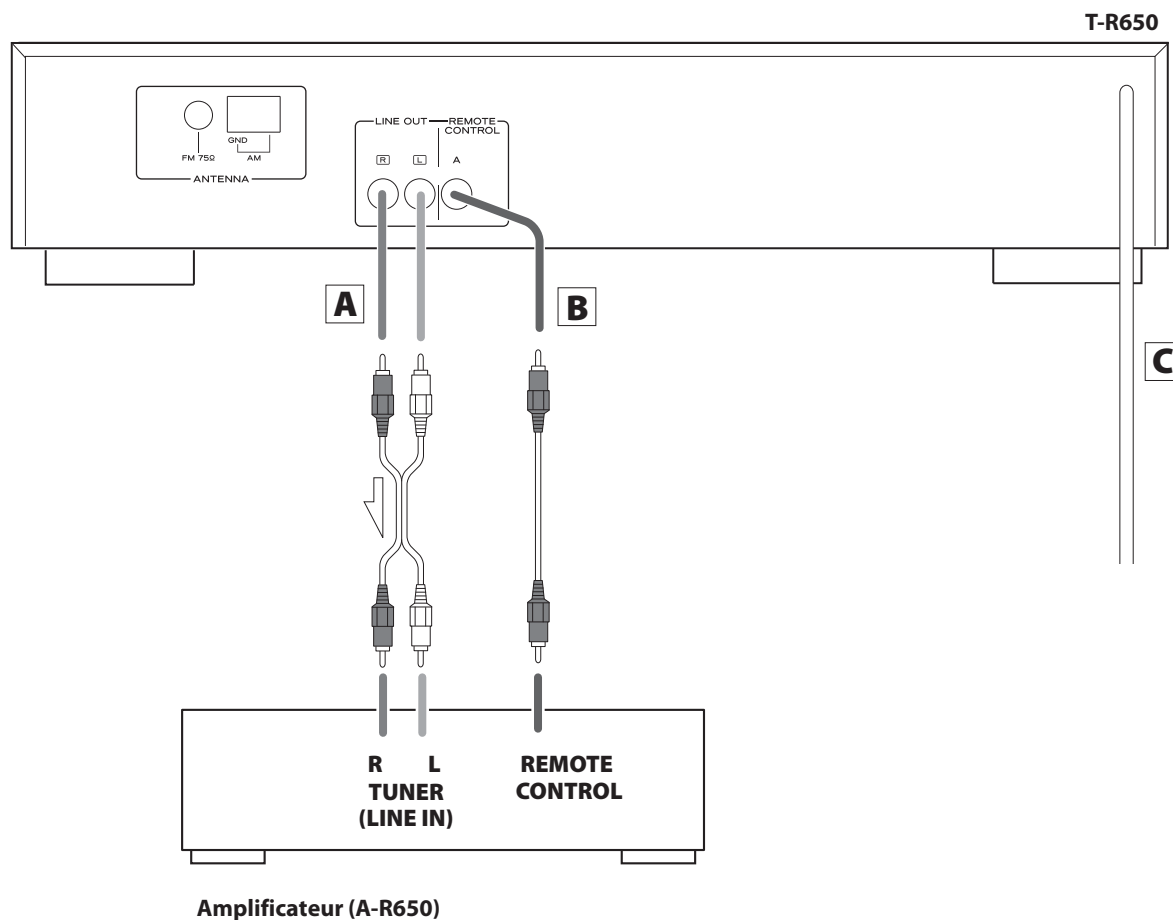 T-R650
LINE OUT
REMOTE
CONTROL
R
L
A
GND
FM 75Ω
AM
ANTENNA
A
B
C
R L
TUNER
(LINE IN)
REMOTE
CONTROL
Amplificateur (A-R650)